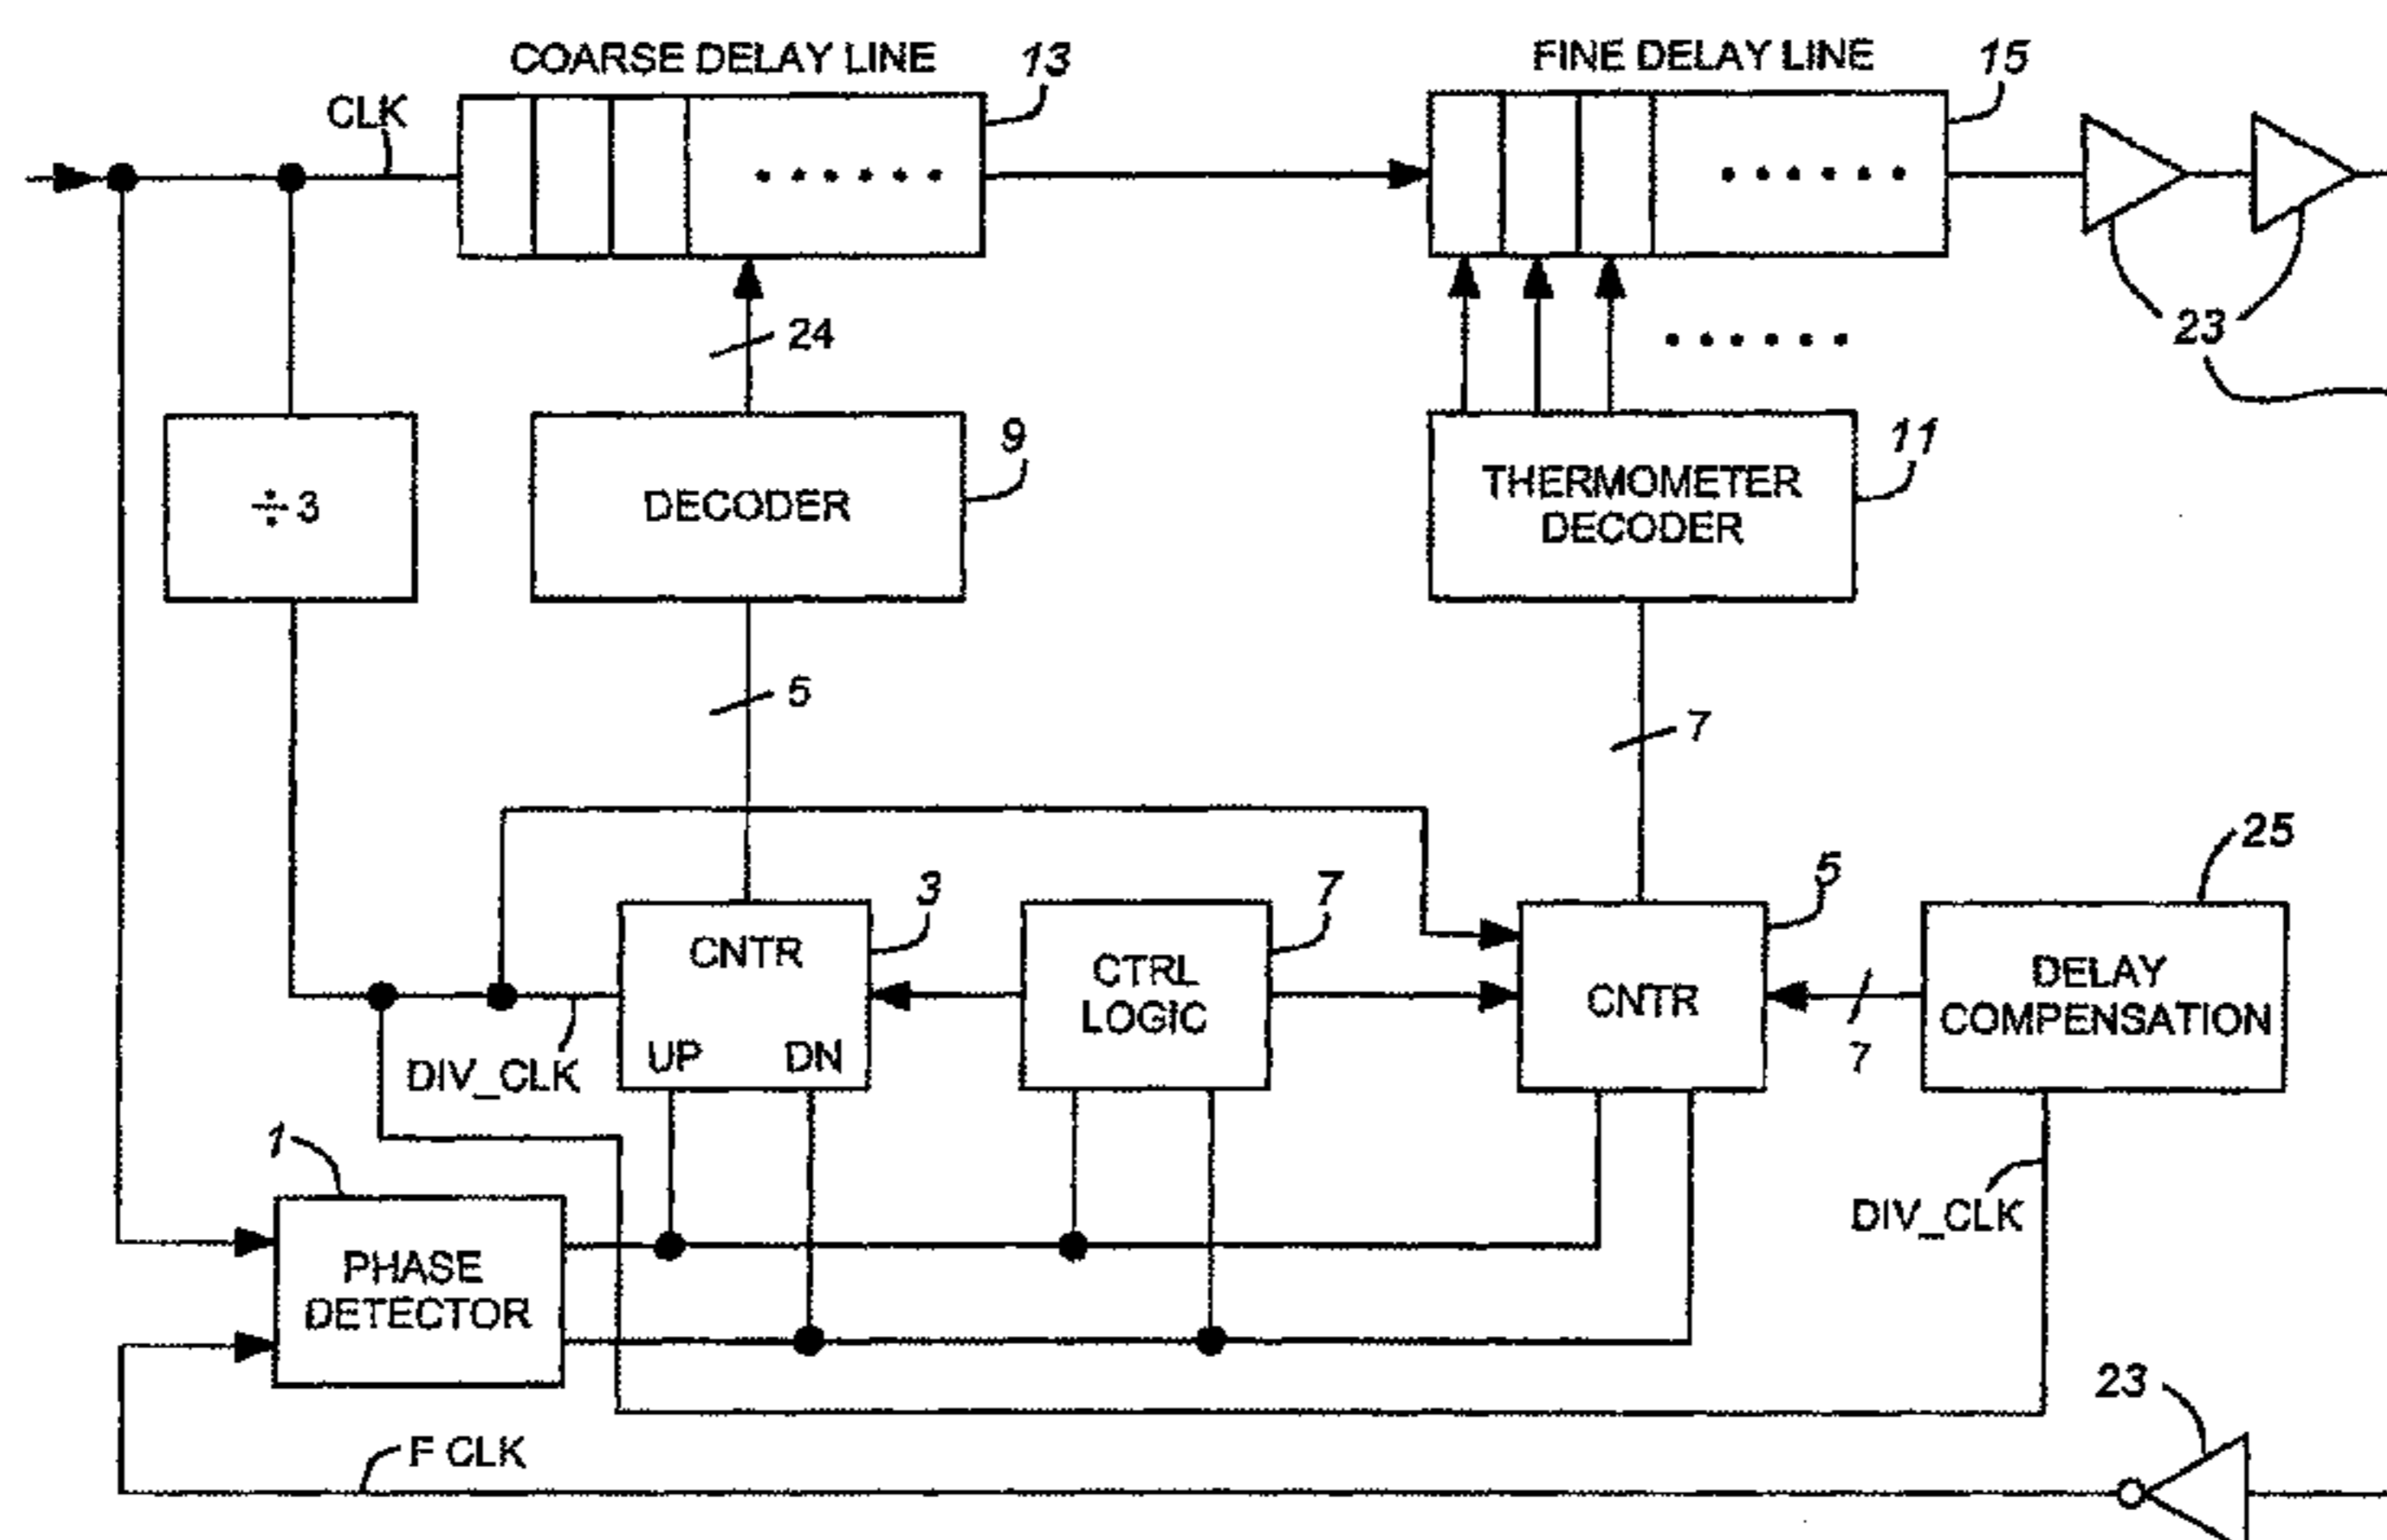 COARSE DELAY LINE
13
FINE DELAY LINE
15
CLK
23
24
÷3
DECODER
9
THERMOMETER
DECODER
11
5
7
25
CNTR
UP DN
3
CTRL
LOGIC
7
CNTR
5
DELAY
COMPENSATION
7
DIV_CLK
1
PHASE
DETECTOR
DIV_CLK
23
F CLK